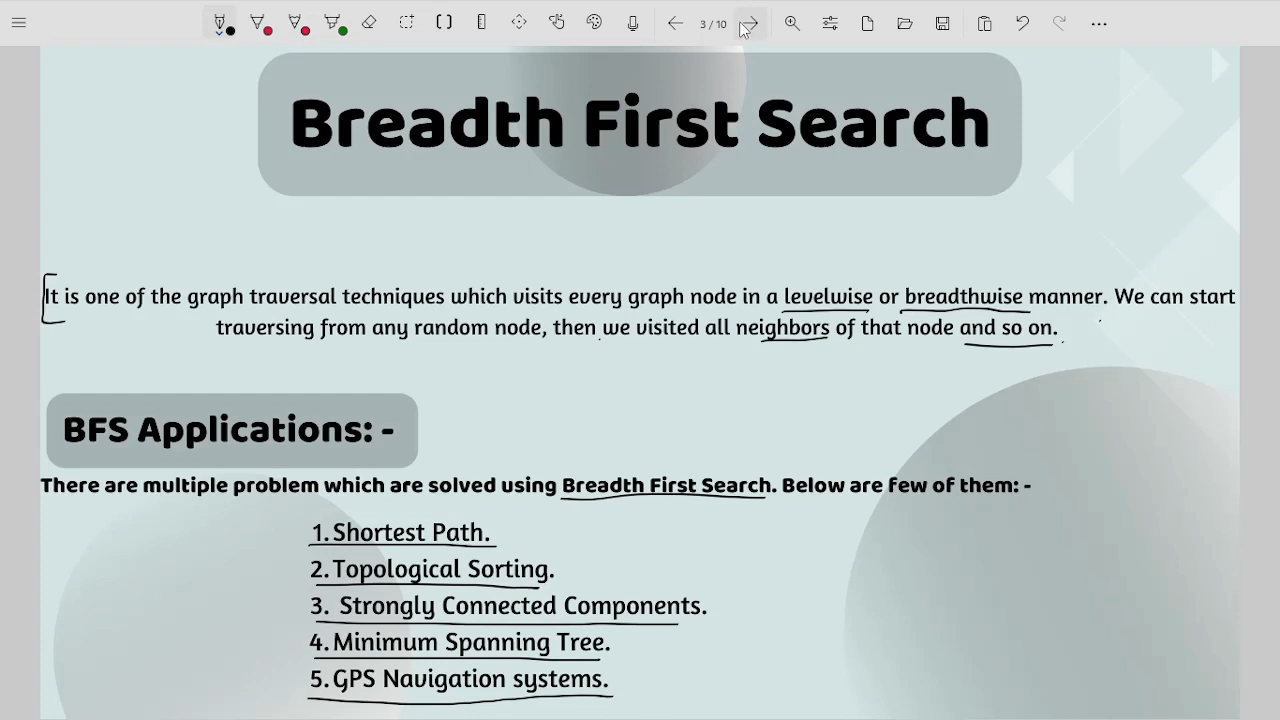 3 / 10
Breadth First Search
It is one of the graph traversal techniques which visits every graph node in a levelwise or breadthwise manner. We can start
traversing from any random node, then we visited all neighbors of that node and so on.
BFS Applications: -
There are multiple problem which are solved using Breadth First Search. Below are few of them: -
1. Shortest Path.
2. Topological Sorting.
3. Strongly Connected Components.
4. Minimum Spanning Tree.
5. GPS Navigation systems.